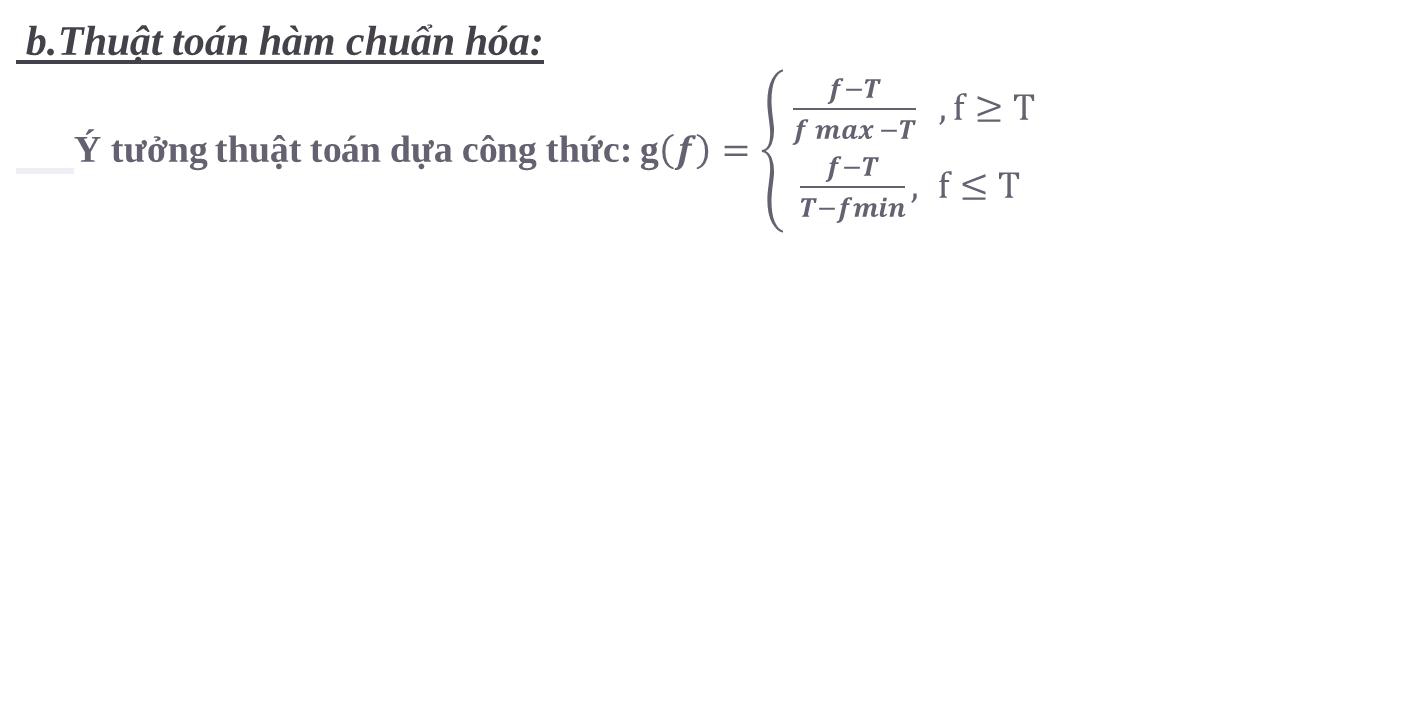 b.Thuật toán hàm chuẩn hóa:
Ý tưởng thuật toán dựa công thức: g(f) = { (f−T)/(f max −T) , f ≥ T
(f−T)/(T−fmin), f ≤ T